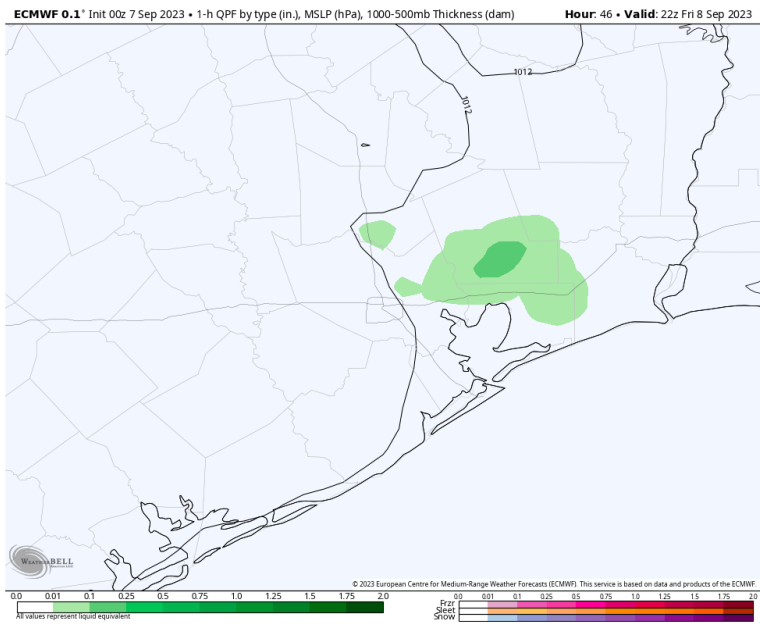 ECMWF 0.1° Init 00z 7 Sep 2023 • 1-h QPF by type (in.), MSLP (hPa), 1000-500mb Thickness (dam) Hour: 46 • Valid: 22z Fri 8 Sep 2023
1012
1012
WeatherBELL
© 2023 European Centre for Medium-Range Weather Forecasts (ECMWF). This service is based on data and products of the ECMWF.
0.0 0.01 0.1 0.25 0.5 0.75 1.0 1.25 1.5 1.75 2.0
All values represent liquid equivalent
0.0 0.01 0.1 0.25 0.50 0.75 1.0 1.25 1.5 1.75 2.0
Frzr
Sleet
Snow